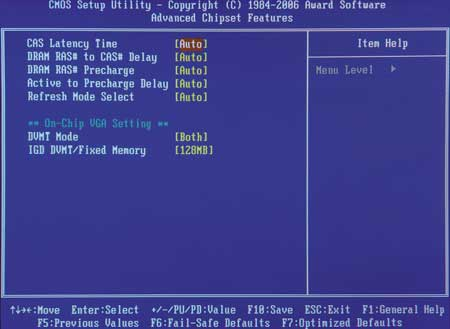 CMOS Setup Utility - Copyright (C) 1984-2006 Award Software
Advanced Chipset Features
CAS Latency Time [Auto]
DRAM RAS# to CAS# Delay [Auto]
DRAM RAS# Precharge [Auto]
Active to Precharge Delay [Auto]
Refresh Mode Select [Auto]
** On-Chip VGA Setting **
DVMT Mode [Both]
IGD DVMT/Fixed Memory [128MB]
Item Help
Menu Level ▶
↑↓→←:Move Enter:Select +/-/PU/PD:Value F10:Save ESC:Exit F1:General Help
F5:Previous Values F6:Fail-Safe Defaults F7:Optimized Defaults